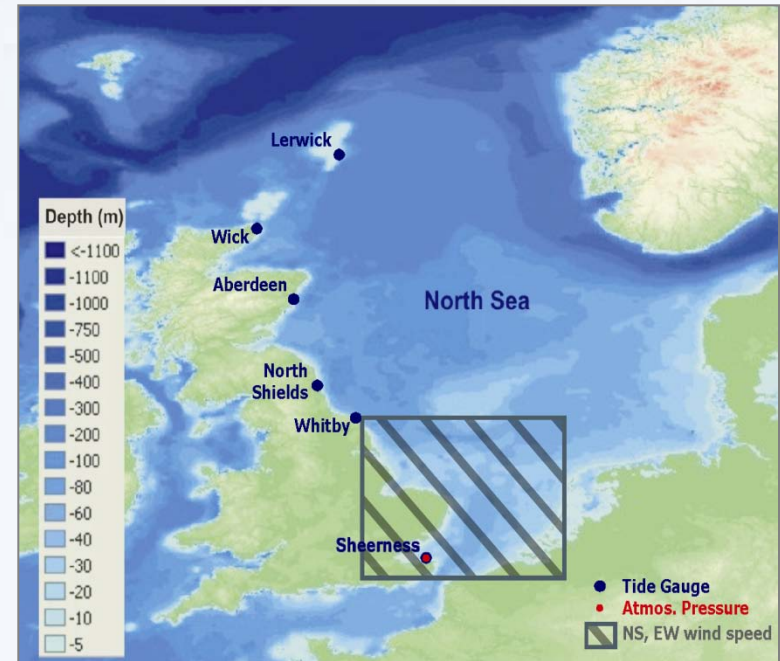 Lerwick
Wick
Aberdeen
North Sea
North
Shields
Whitby
Sheerness
Depth (m)
<-1100
-1100
-1000
-750
-500
-400
-300
-200
-100
-80
-60
-40
-30
-20
-10
-5
Tide Gauge
Atmos. Pressure
NS, EW wind speed